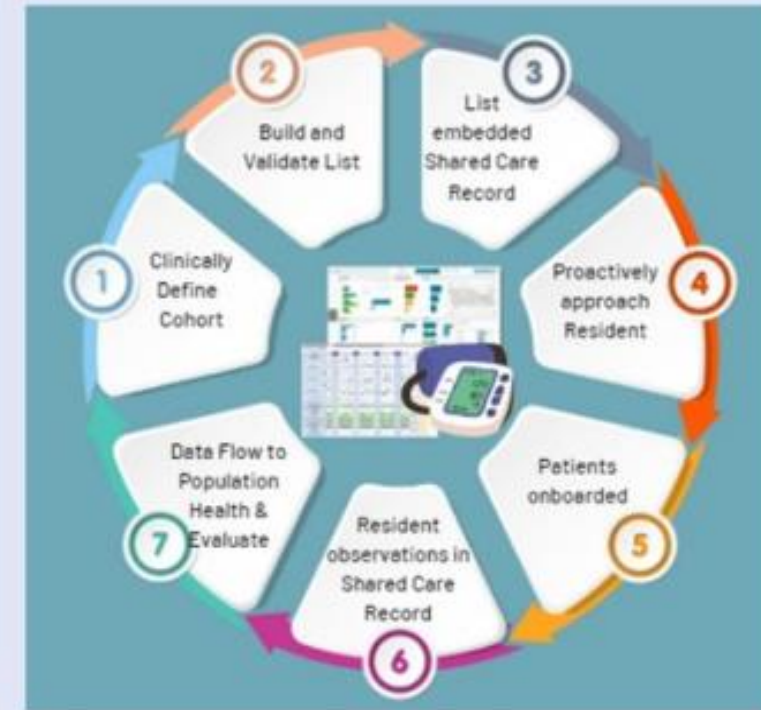 1
Clinically
Define
Cohort
2
Build and
Validate List
3
List
embedded
Shared Care
Record
4
Proactively
approach
Resident
5
Patients
onboarded
6
Resident
observations in
Shared Care
Record
7
Data Flow to
Population
Health &
Evaluate